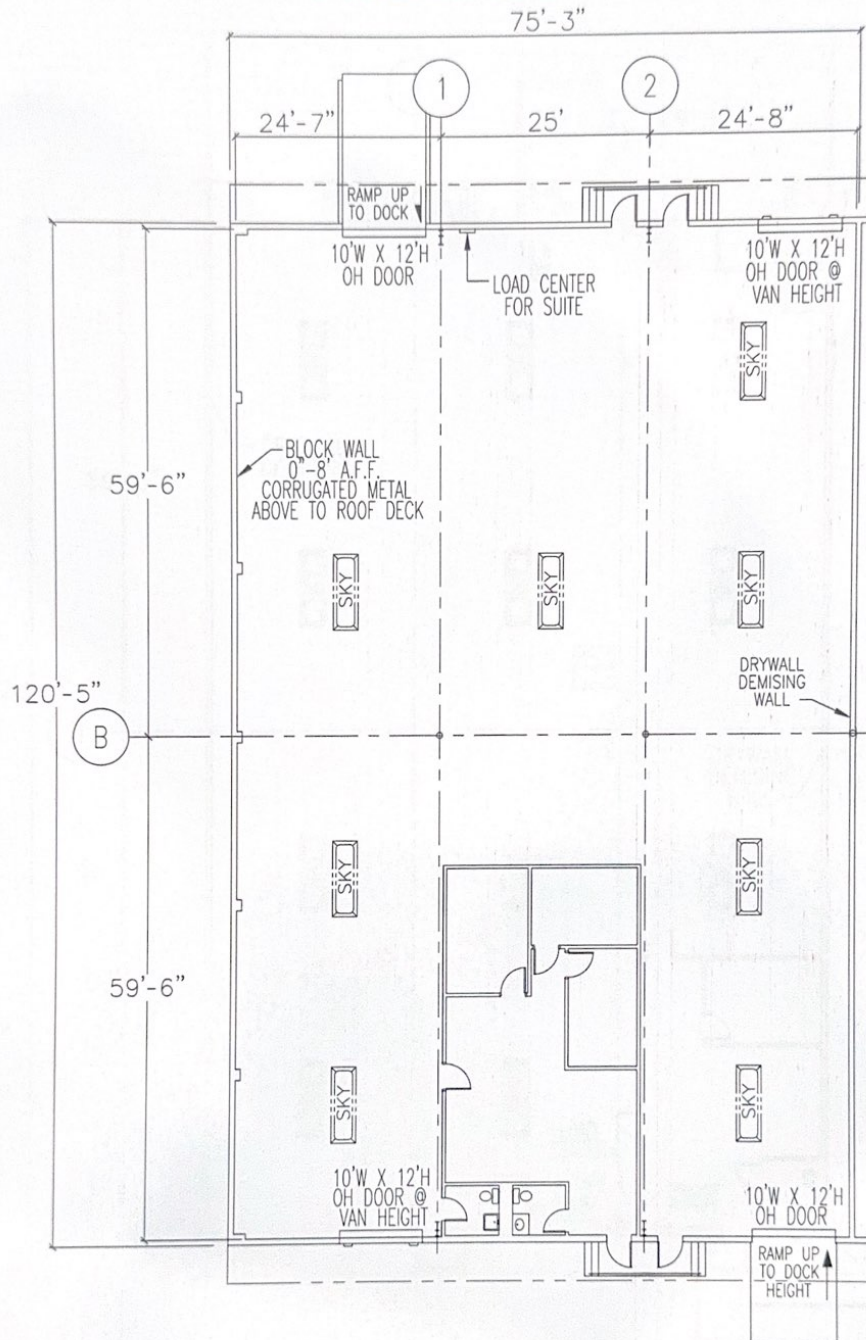 75'-3"
1
2
24'-7"
25'
24'-8"
RAMP UP
TO DOCK
10'W X 12'H
OH DOOR
LOAD CENTER
FOR SUITE
10'W X 12'H
OH DOOR @
VAN HEIGHT
SKY
BLOCK WALL
0"-8' A.F.F.
CORRUGATED METAL
ABOVE TO ROOF DECK
59'-6"
SKY
SKY
SKY
DRYWALL
DEMISING
WALL
120'-5"
B
SKY
SKY
59'-6"
SKY
SKY
10'W X 12'H
OH DOOR @
VAN HEIGHT
10'W X 12'H
OH DOOR
RAMP UP
TO DOCK
HEIGHT